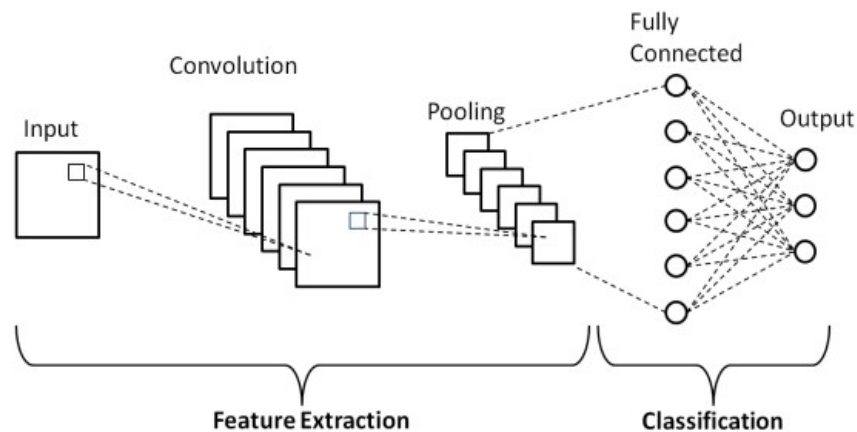 Input
Convolution
Pooling
Fully
Connected
Output
Feature Extraction
Classification